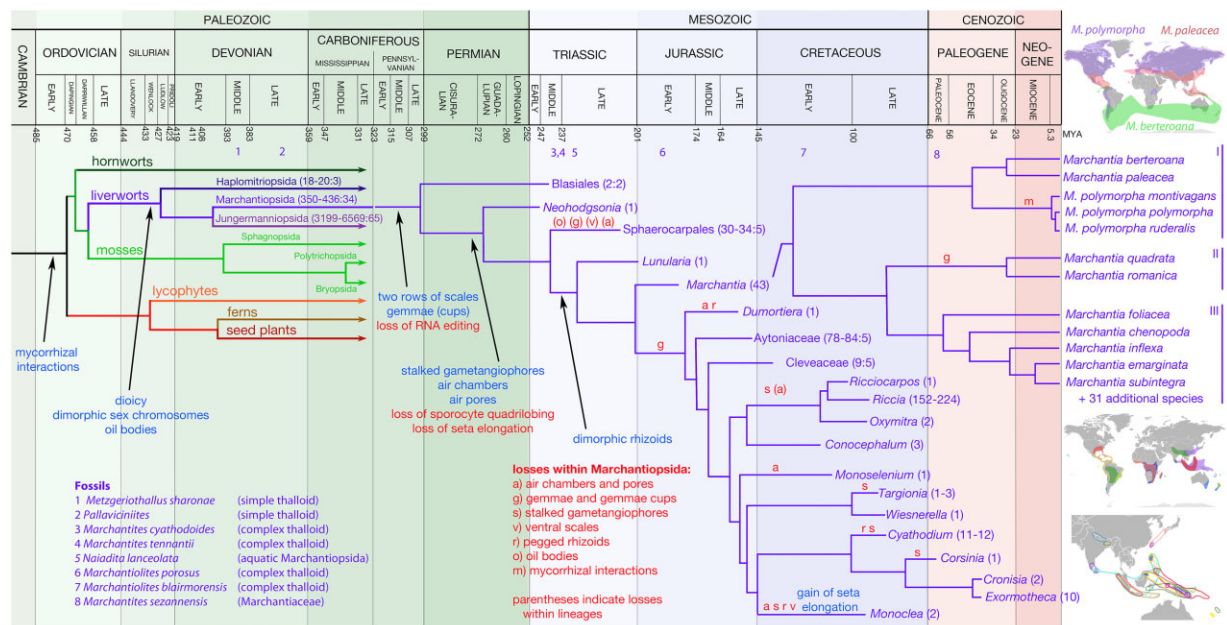 PALEOZOIC
MESOZOIC
CENOZOIC
CAMBRIAN
ORDOVICIAN
SILURIAN
DEVONIAN
CARBONIFEROUS
MISSISSIPPIAN
PENNSYL-
VANIAN
PERMIAN
TRIASSIC
JURASSIC
CRETACEOUS
PALEOGENE
NEO-
GENE
EARLY
DAPINGIAN
DARRIWILLAN
LATE
LLANDOVERY
WENLOCK
LUDLOW
PRIDOLI
EARLY
MIDDLE
LATE
EARLY
MIDDLE
LATE
EARLY
MIDDLE
LATE
CISURA-
LIAN
GUADA-
LUPIAN
LOPINGIAN
EARLY
MIDDLE
LATE
EARLY
MIDDLE
LATE
EARLY
LATE
PALEOCENE
EOCENE
OLIGOCENE
MIOCENE
485 470 458 444 433 427 423 419 411 408 393 383 359 347 331 323 315 307 299 272 260 252 247 237 201 174 164 145 100 66 56 34 23 5.3 MYA
M. polymorpha
M. paleacea
M. berteroana
1 2 3,4 5 6 7 8
hornworts
liverworts
Haplomitriopsida (18-20:3)
Marchantiopsida (350-436:34)
Jungermanniopsida (3199-6569:65)
mosses
Sphagnopsida
Polytrichopsida
Bryopsida
lycophytes
ferns
seed plants
mycorrhizal
interactions
dioicy
dimorphic sex chromosomes
oil bodies
two rows of scales
gemmae (cups)
loss of RNA editing
stalked gametangiophores
air chambers
air pores
loss of sporocyte quadrilobing
loss of seta elongation
dimorphic rhizoids
Blasiales (2:2)
Neohodgsonia (1)
(o) (g) (v) (a)
Sphaerocarpales (30-34:5)
Lunularia (1)
Marchantia (43)
a r
Dumortiera (1)
g
Aytoniaceae (78-84:5)
Cleveaceae (9:5)
s (a)
Ricciocarpos (1)
Riccia (152-224)
Oxymitra (2)
Conocephalum (3)
a
Monoselenium (1)
s
Targionia (1-3)
Wiesnerella (1)
r s
Cyathodium (11-12)
s
Corsinia (1)
Cronisia (2)
Exormotheca (10)
a s r v
gain of seta
elongation
Monoclea (2)
I
Marchantia berteroana
Marchantia paleacea
m
M. polymorpha montivagans
M. polymorpha polymorpha
M. polymorpha ruderalis
g
II
Marchantia quadrata
Marchantia romanica
III
Marchantia foliacea
Marchantia chenopoda
Marchantia inflexa
Marchantia emarginata
Marchantia subintegra
+ 31 additional species
Fossils
1 Metzgeriothallus sharonae (simple thalloid)
2 Pallaviciniites (simple thalloid)
3 Marchantites cyathodoides (complex thalloid)
4 Marchantites tennantii (complex thalloid)
5 Naiadita lanceolata (aquatic Marchantiopsida)
6 Marchantiolites porosus (complex thalloid)
7 Marchantiolites blairmorensis (complex thalloid)
8 Marchantites sezannensis (Marchantiaceae)
losses within Marchantiopsida:
a) air chambers and pores
g) gemmae and gemmae cups
s) stalked gametangiophores
v) ventral scales
r) pegged rhizoids
o) oil bodies
m) mycorrhizal interactions
parentheses indicate losses
within lineages